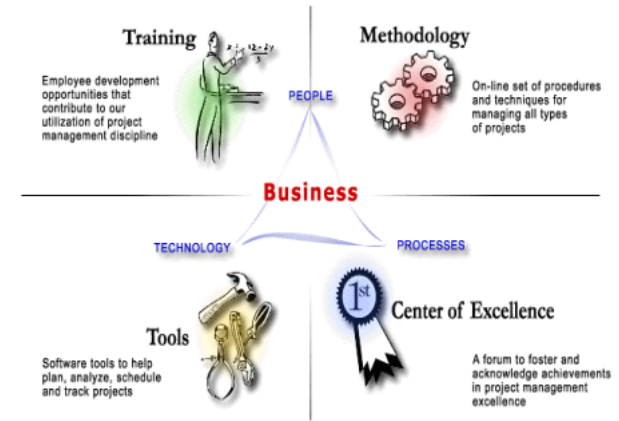 Training
Employee development
opportunities that
contribute to our
utilization of project
management discipline
Methodology
On-line set of procedures
and techniques for
managing all types
of projects
PEOPLE
Business
TECHNOLOGY
PROCESSES
Tools
Software tools to help
plan, analyze, schedule
and track projects
1st
Center of Excellence
A forum to foster and
acknowledge achievements
in project management
excellence